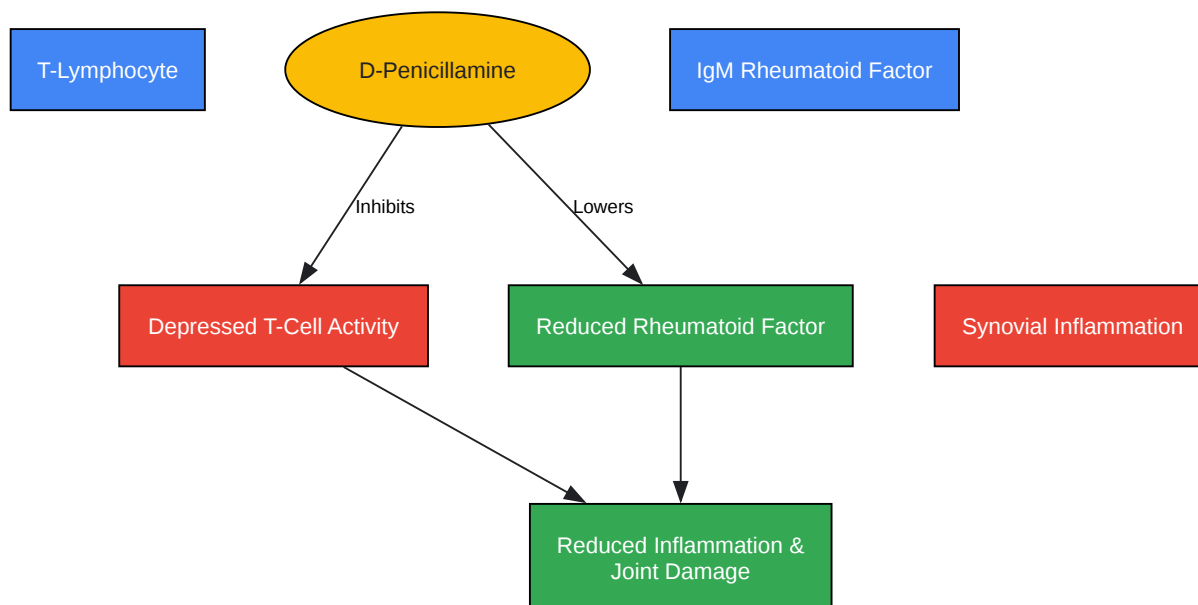 T-Lymphocyte
D-Penicillamine
IgM Rheumatoid Factor
Inhibits
Lowers
Depressed T-Cell Activity
Reduced Rheumatoid Factor
Synovial Inflammation
Reduced Inflammation &
Joint Damage